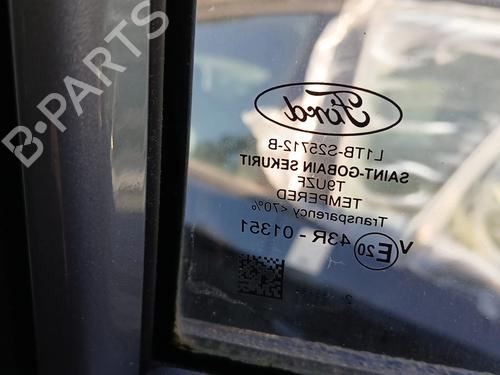 B-PARTS
Ford
L1TB-S25712-B
SAINT-GOBAIN SEKURIT
T9UZF
TEMPERED
Transparency <70%
V E20 43R - 01351